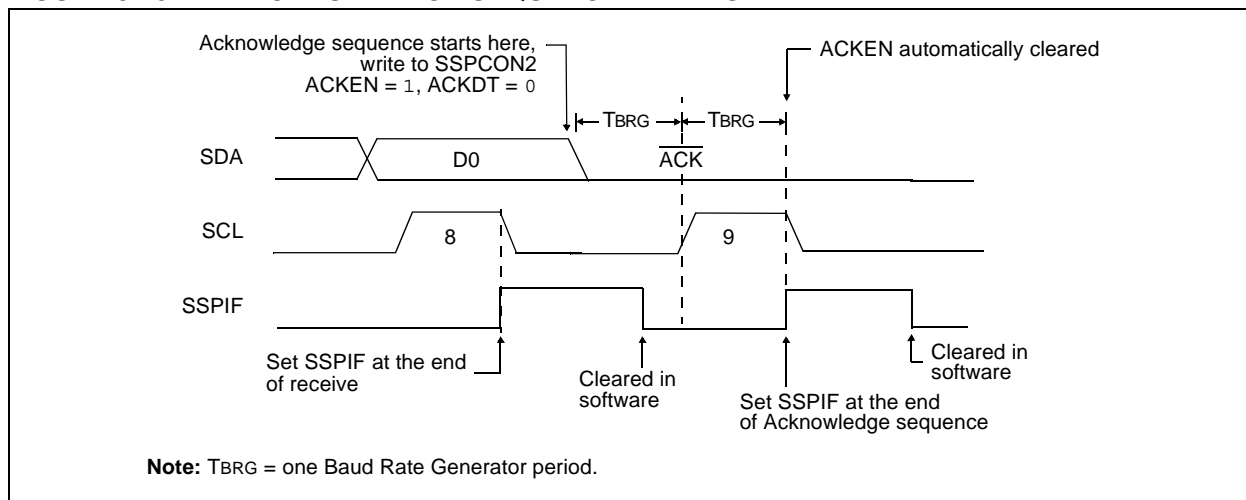 Acknowledge sequence starts here,
write to SSPCON2
ACKEN = 1, ACKDT = 0
ACKEN automatically cleared
TBRG
TBRG
SDA
D0
ACK
SCL
8
9
SSPIF
Set SSPIF at the end
of receive
Cleared in
software
Set SSPIF at the end
of Acknowledge sequence
Cleared in
software
Note: TBRG = one Baud Rate Generator period.